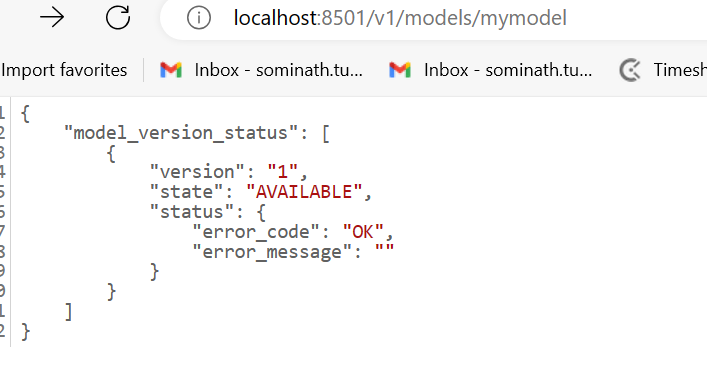 localhost:8501/v1/models/mymodel
Import favorites Inbox - sominath.tu... Inbox - sominath.tu... Timesh
1 {
2 "model_version_status": [
3 {
4 "version": "1",
5 "state": "AVAILABLE",
6 "status": {
7 "error_code": "OK",
8 "error_message": ""
9 }
0 }
1 ]
2 }